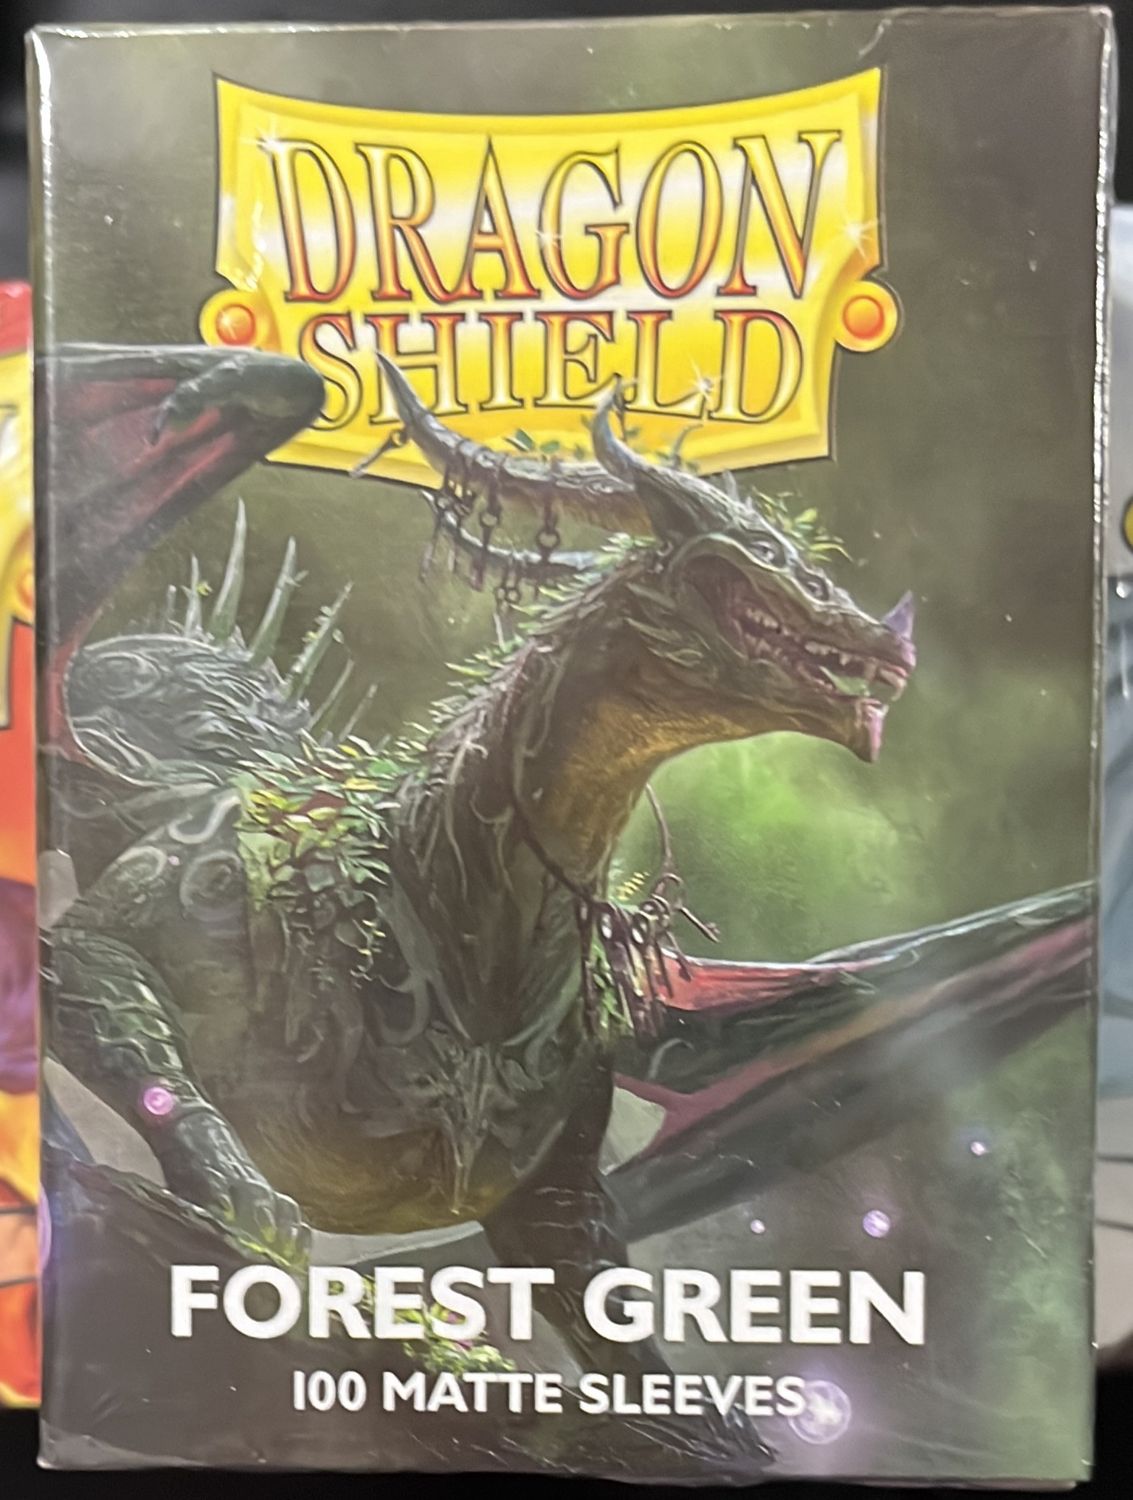 DRAGON
SHIELD
FOREST GREEN
100 MATTE SLEEVES